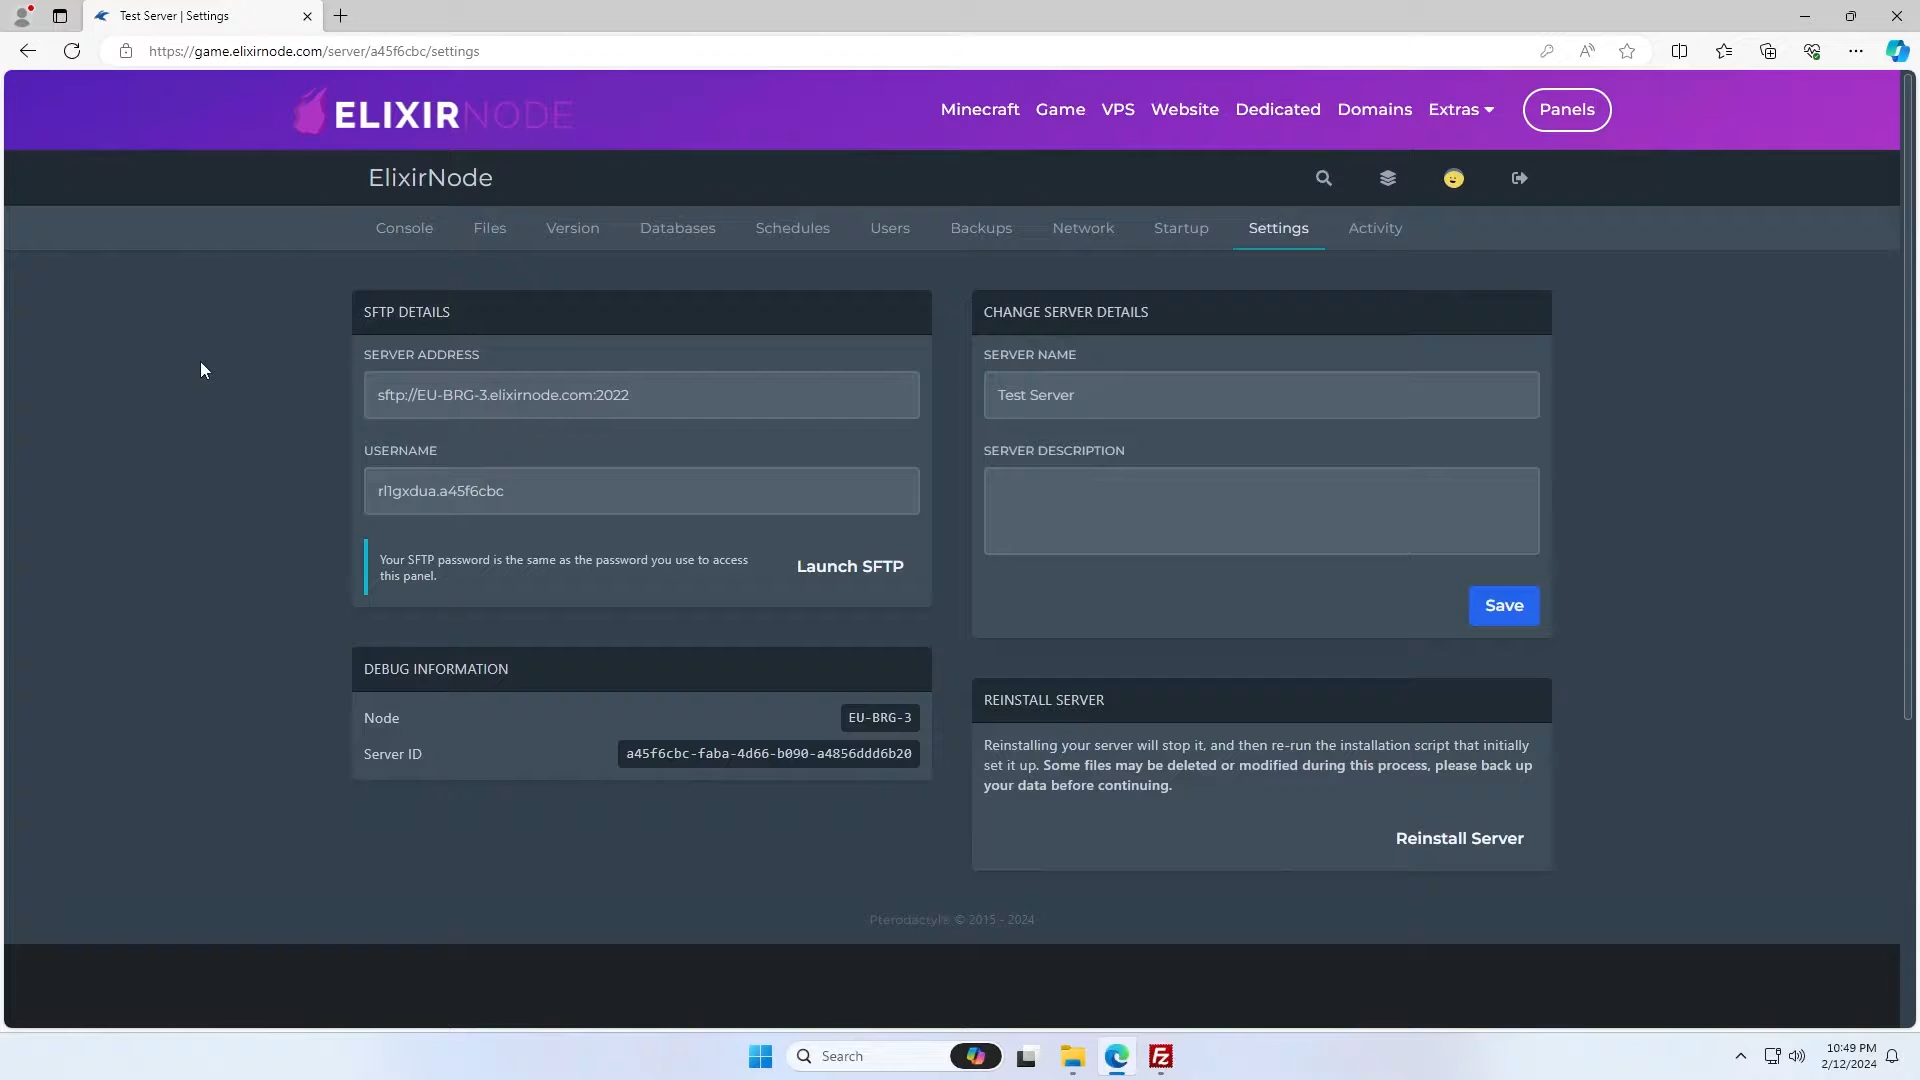 Test Server | Settings
https://game.elixirnode.com/server/a45f6cbc/settings
ELIXIRNODE
Minecraft Game VPS Website Dedicated Domains Extras Panels
ElixirNode
Console Files Version Databases Schedules Users Backups Network Startup Settings Activity
SFTP DETAILS
SERVER ADDRESS
sftp://EU-BRG-3.elixirnode.com:2022
USERNAME
rl1gxdua.a45f6cbc
Your SFTP password is the same as the password you use to access
this panel.
Launch SFTP
DEBUG INFORMATION
Node EU-BRG-3
Server ID a45f6cbc-faba-4d66-b090-a4856ddd6b20
CHANGE SERVER DETAILS
SERVER NAME
Test Server
SERVER DESCRIPTION
Save
REINSTALL SERVER
Reinstalling your server will stop it, and then re-run the installation script that initially
set it up. Some files may be deleted or modified during this process, please back up
your data before continuing.
Reinstall Server
Pterodactyl® © 2015 - 2024
Search
10:49 PM
2/12/2024